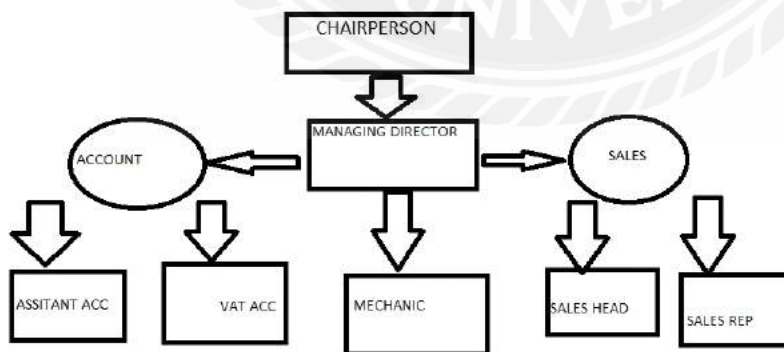 CHAIRPERSON
MANAGING DIRECTOR
ACCOUNT
SALES
ASSITANT ACC
VAT ACC
MECHANIC
SALES HEAD
SALES REP